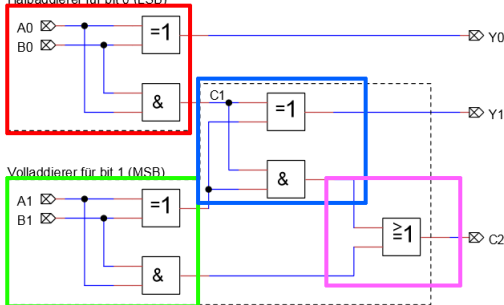 Halbaddierer für bit 0 (LSB)
A0
B0
=1
Y0
&
C1
=1
Y1
&
Volladdierer für bit 1 (MSB)
A1
B1
=1
≧1
C2
&